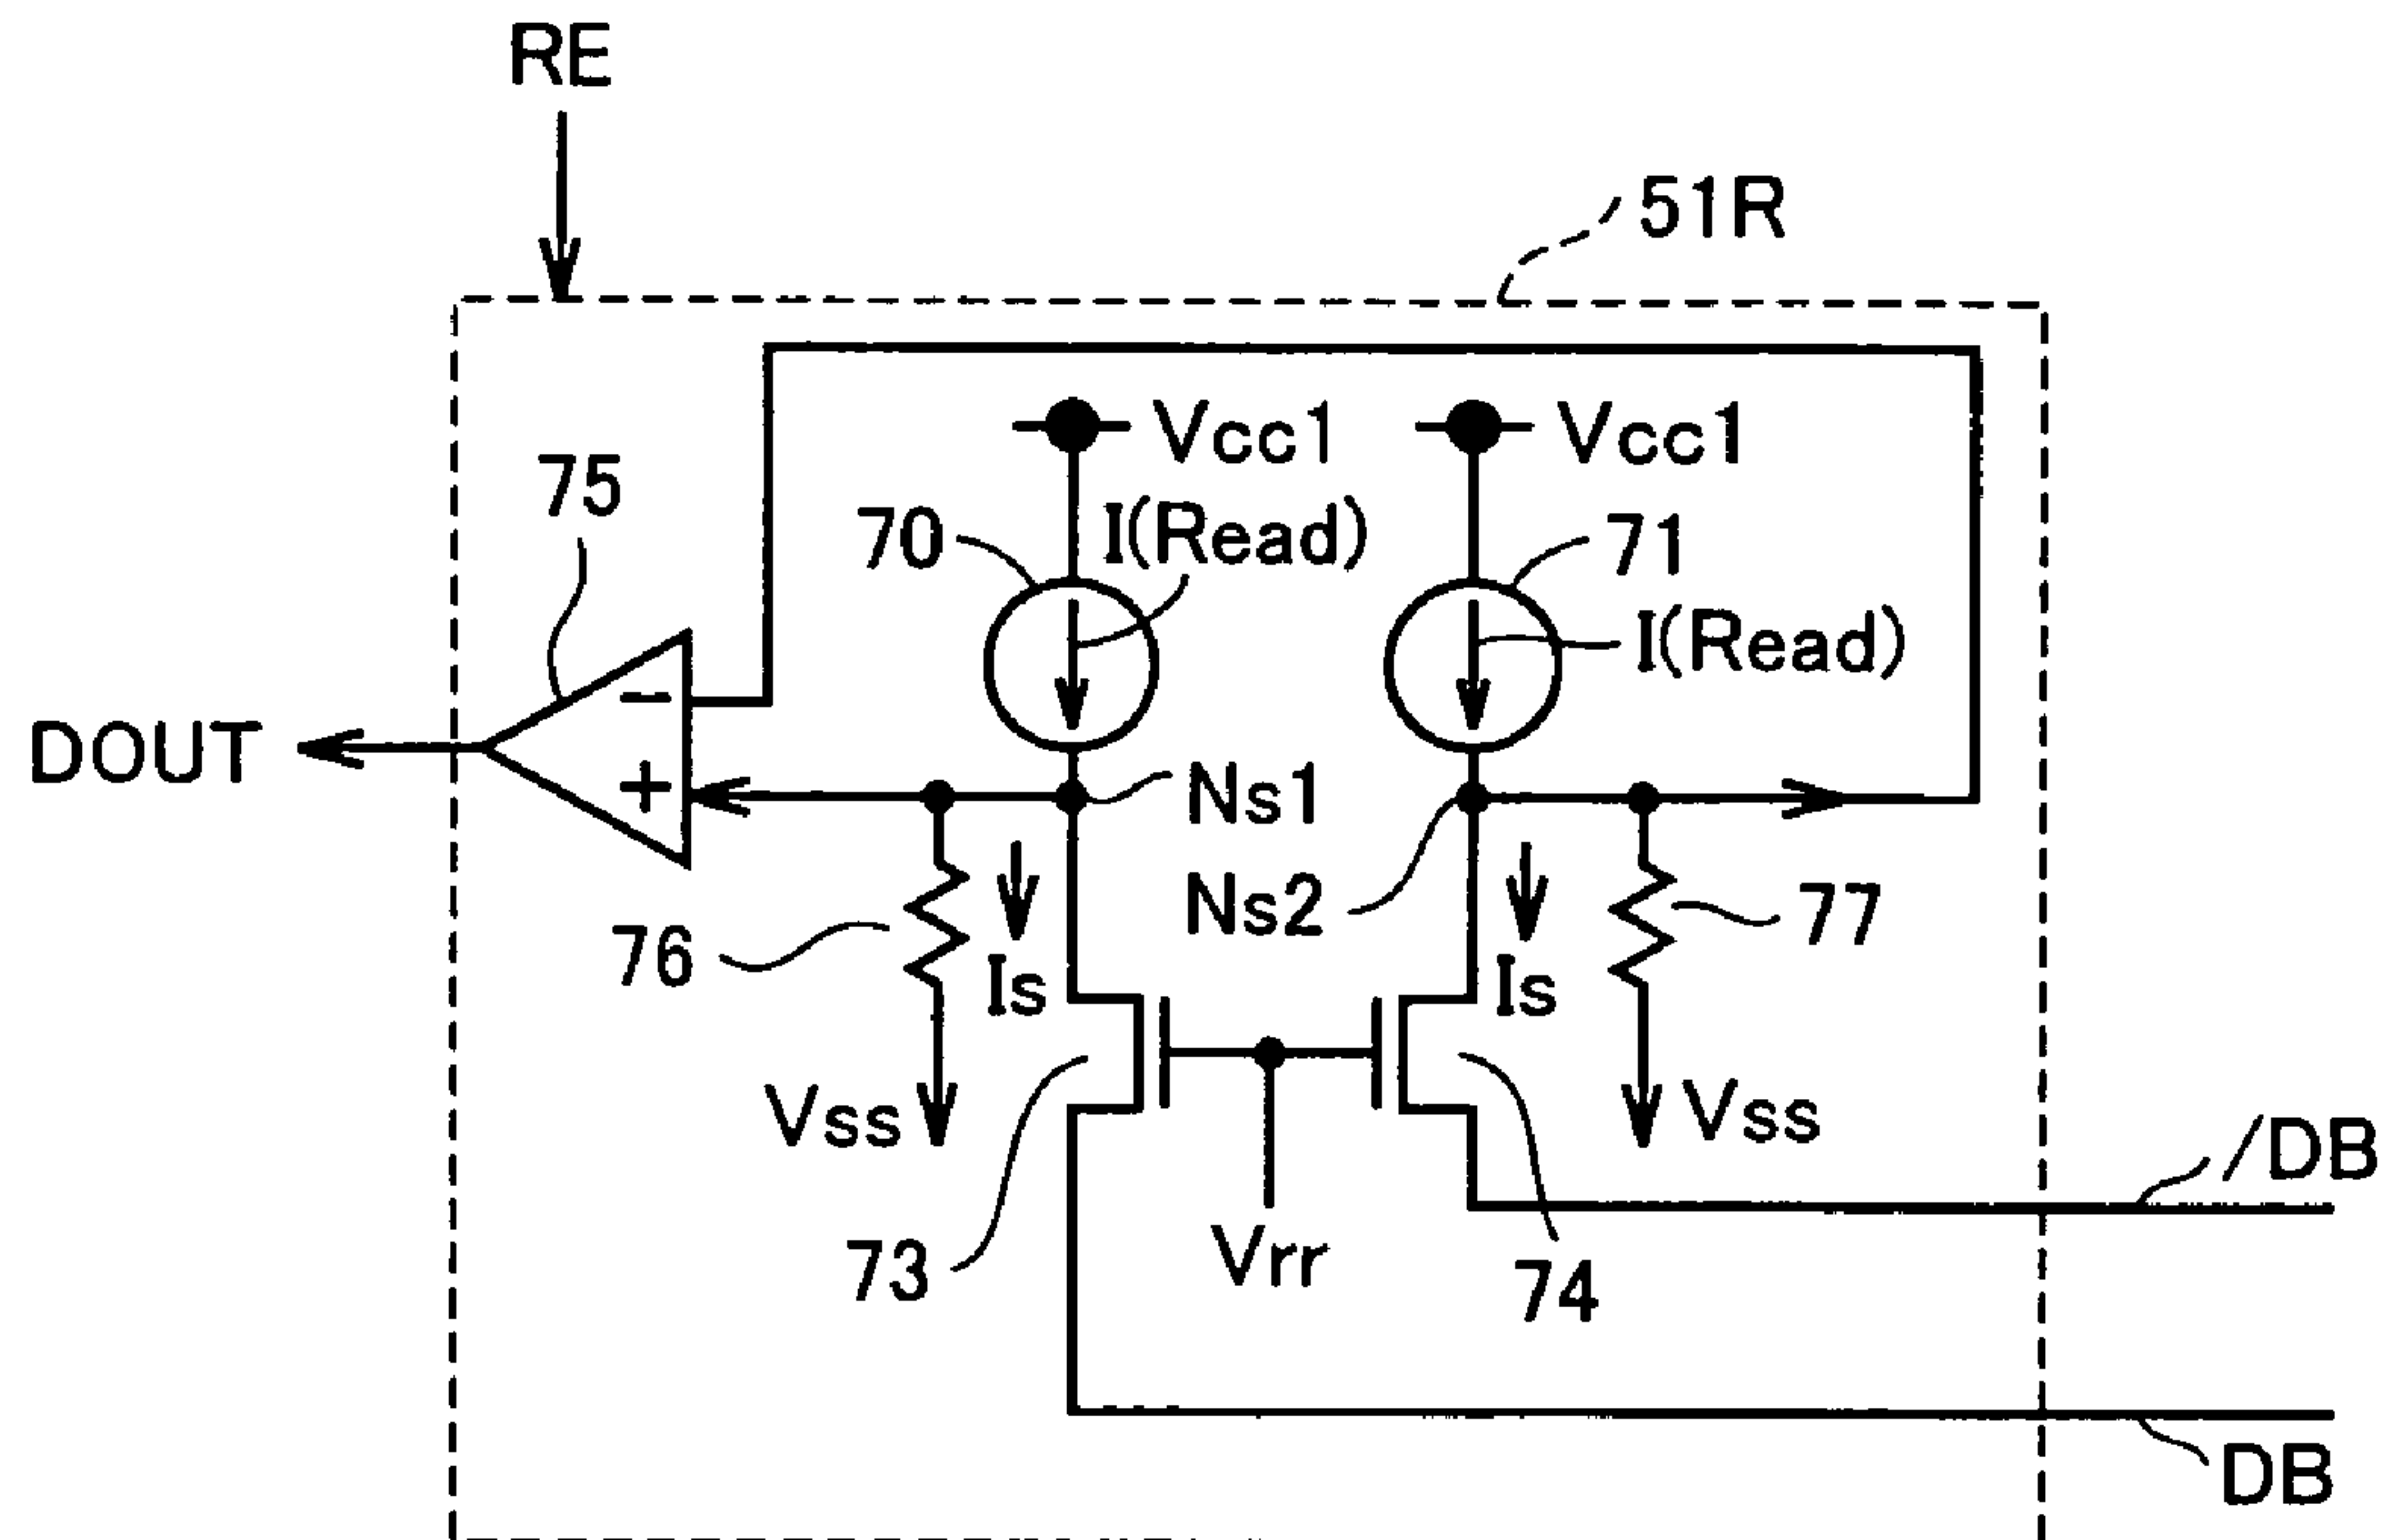 RE
51R
Vcc1
Vcc1
75
70
I(Read)
71
I(Read)
−
DOUT
+
Ns1
Ns2
76
Is
Is
77
Vss
Vss
/DB
73
Vrr
74
DB